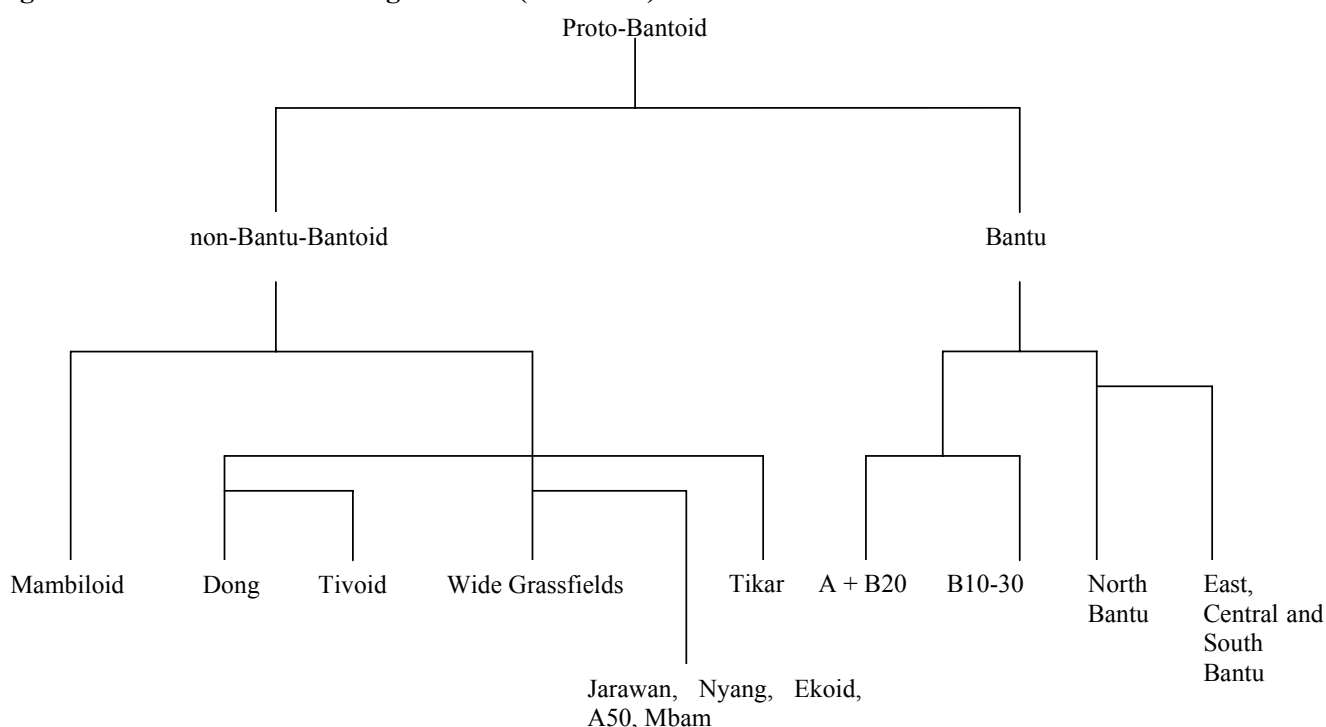 Proto-Bantoid
non-Bantu-Bantoid
Bantu
Mambiloid
Dong
Tivoid
Wide Grassfields
Tikar
A + B20
B10-30
North
Bantu
East,
Central and
South
Bantu
Jarawan, Nyang, Ekoid,
A50, Mbam